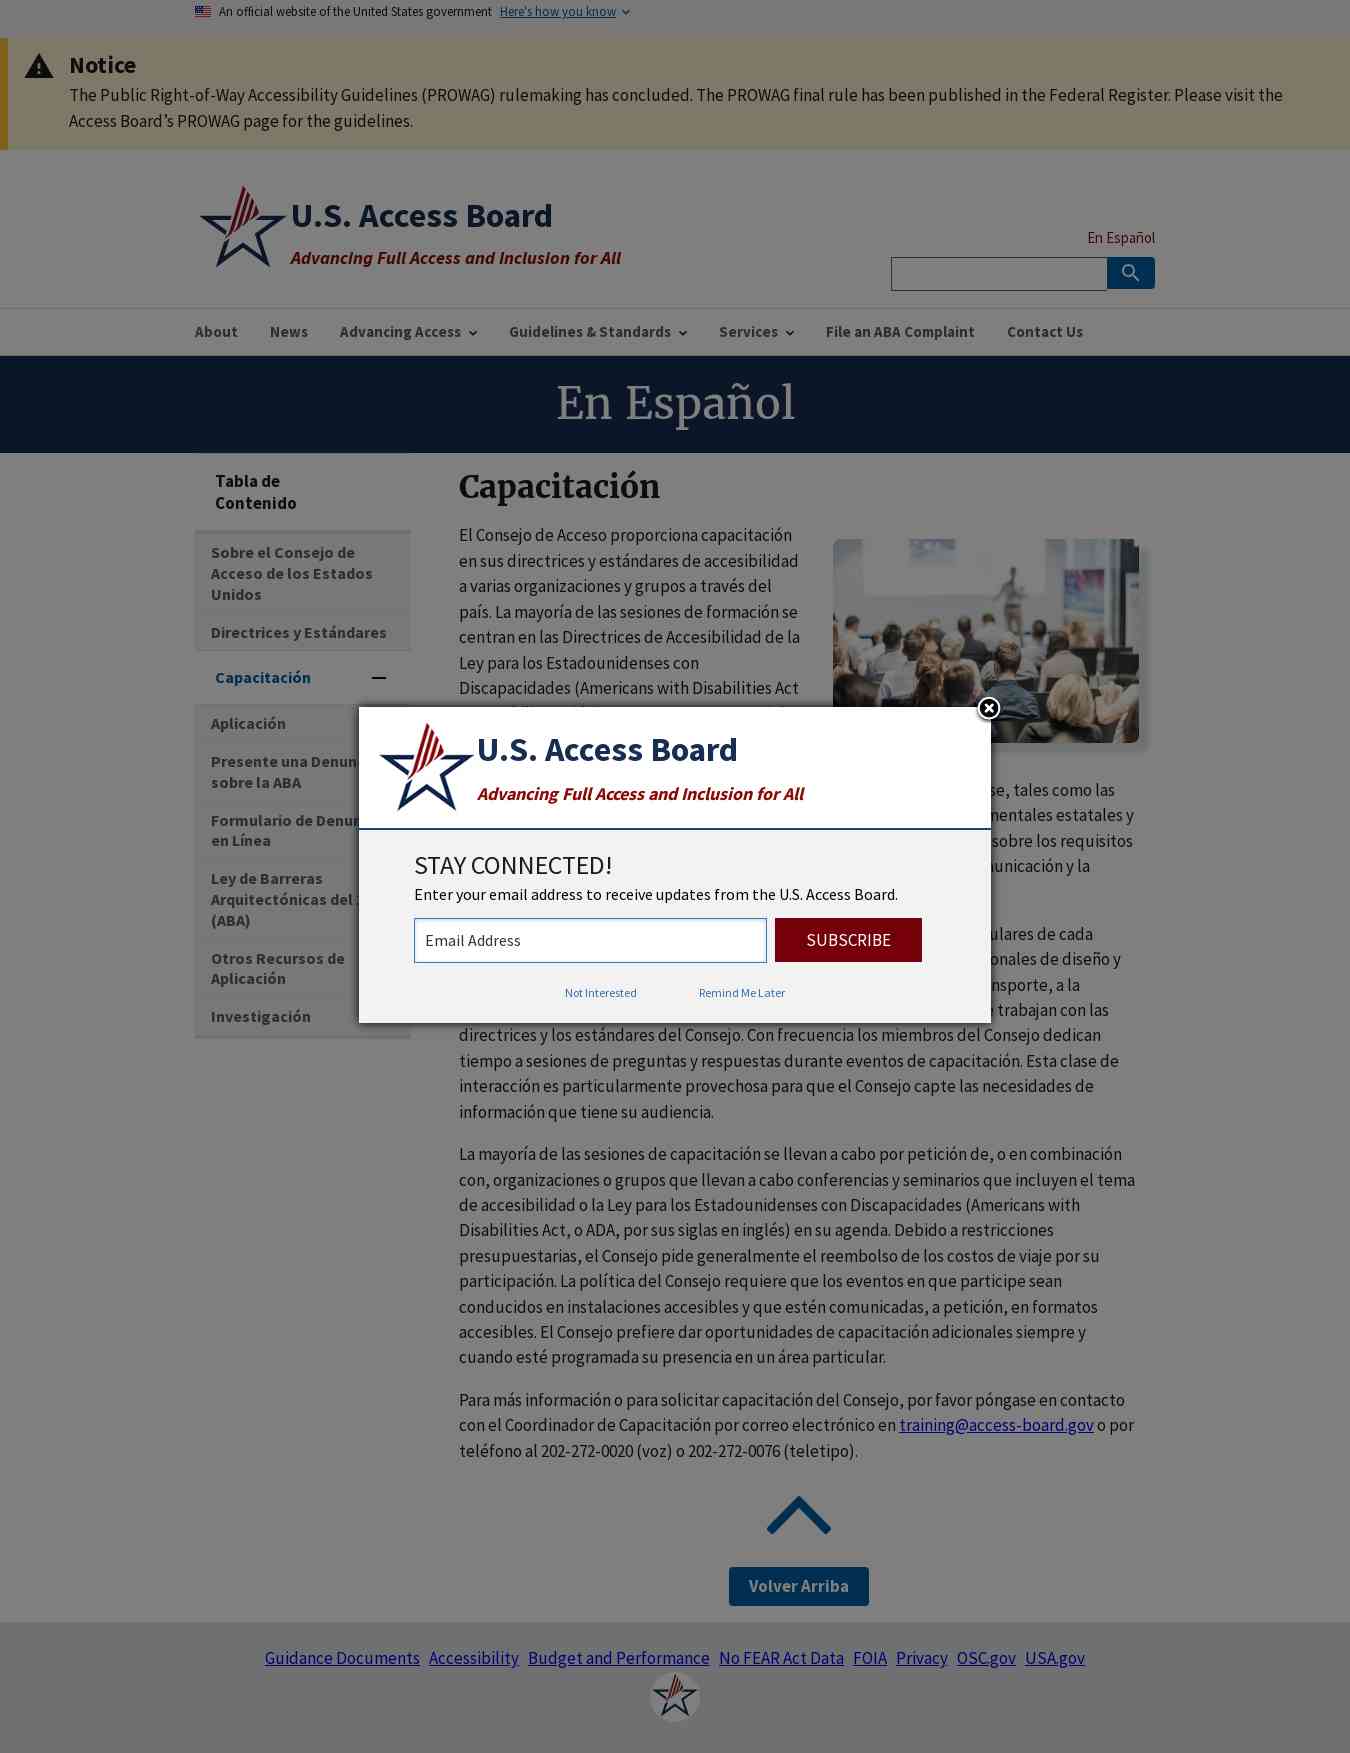 An official website of the United States government Here's how you know
Notice
The Public Right-of-Way Accessibility Guidelines (PROWAG) rulemaking has concluded. The PROWAG final rule has been published in the Federal Register. Please visit the
Access Board's PROWAG page for the guidelines.
U.S. Access Board
Advancing Full Access and Inclusion for All
En Español
About News Advancing Access Guidelines & Standards Services File an ABA Complaint Contact Us
En Español
Tabla de
Contenido
Sobre el Consejo de
Acceso de los Estados
Unidos
Directrices y Estándares
Capacitación
Aplicación
Presente una
sobre la ABA
Formulario de
en Línea
Ley de Barreras
Arquitectónicas del
(ABA)
Otros Recursos de
Aplicación
Investigación
Capacitación
El Consejo de Acceso proporciona capacitación
en sus directrices y estándares de accesibilidad
a varias organizaciones y grupos a través del
país. La mayoría de las sesiones de formación se
centran en las Directrices de Accesibilidad de la
Ley para los Estadounidenses con
Discapacidades (Americans with Disabilities Act
tales como las
estatales y
sobre los requisitos
y la
de cada
de diseño y
a la
trabajan con las
directrices y los estándares del Consejo. Con frecuencia los miembros del Consejo dedican
tiempo a sesiones de preguntas y respuestas durante eventos de capacitación. Esta clase de
interacción es particularmente provechosa para que el Consejo capte las necesidades de
información que tiene su audiencia.
La mayoría de las sesiones de capacitación se llevan a cabo por petición de, o en combinación
con, organizaciones o grupos que llevan a cabo conferencias y seminarios que incluyen el tema
de accesibilidad o la Ley para los Estadounidenses con Discapacidades (Americans with
Disabilities Act, o ADA, por sus siglas en inglés) en su agenda. Debido a restricciones
presupuestarias, el Consejo pide generalmente el reembolso de los costos de viaje por su
participación. La política del Consejo requiere que los eventos en que participe sean
conducidos en instalaciones accesibles y que estén comunicadas, a petición, en formatos
accesibles. El Consejo prefiere dar oportunidades de capacitación adicionales siempre y
cuando esté programada su presencia en un área particular.
Para más información o para solicitar capacitación del Consejo, por favor póngase en contacto
con el Coordinador de Capacitación por correo electrónico en training@access-board.gov o por
teléfono al 202-272-0020 (voz) o 202-272-0076 (teletipo).
U.S. Access Board
Advancing Full Access and Inclusion for All
STAY CONNECTED!
Enter your email address to receive updates from the U.S. Access Board.
Email Address SUBSCRIBE
Not Interested Remind Me Later
Volver Arriba
Guidance Documents Accessibility Budget and Performance No FEAR Act Data FOIA Privacy OSC.gov USA.gov